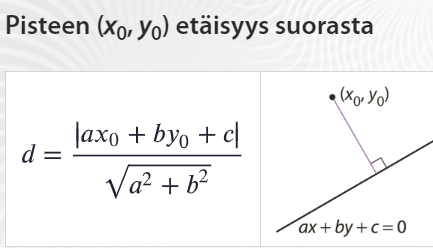 Pisteen (x₀, y₀) etäisyys suorasta
d = |ax₀ + by₀ + c| / √(a² + b²)
(x₀, y₀)
ax + by + c = 0